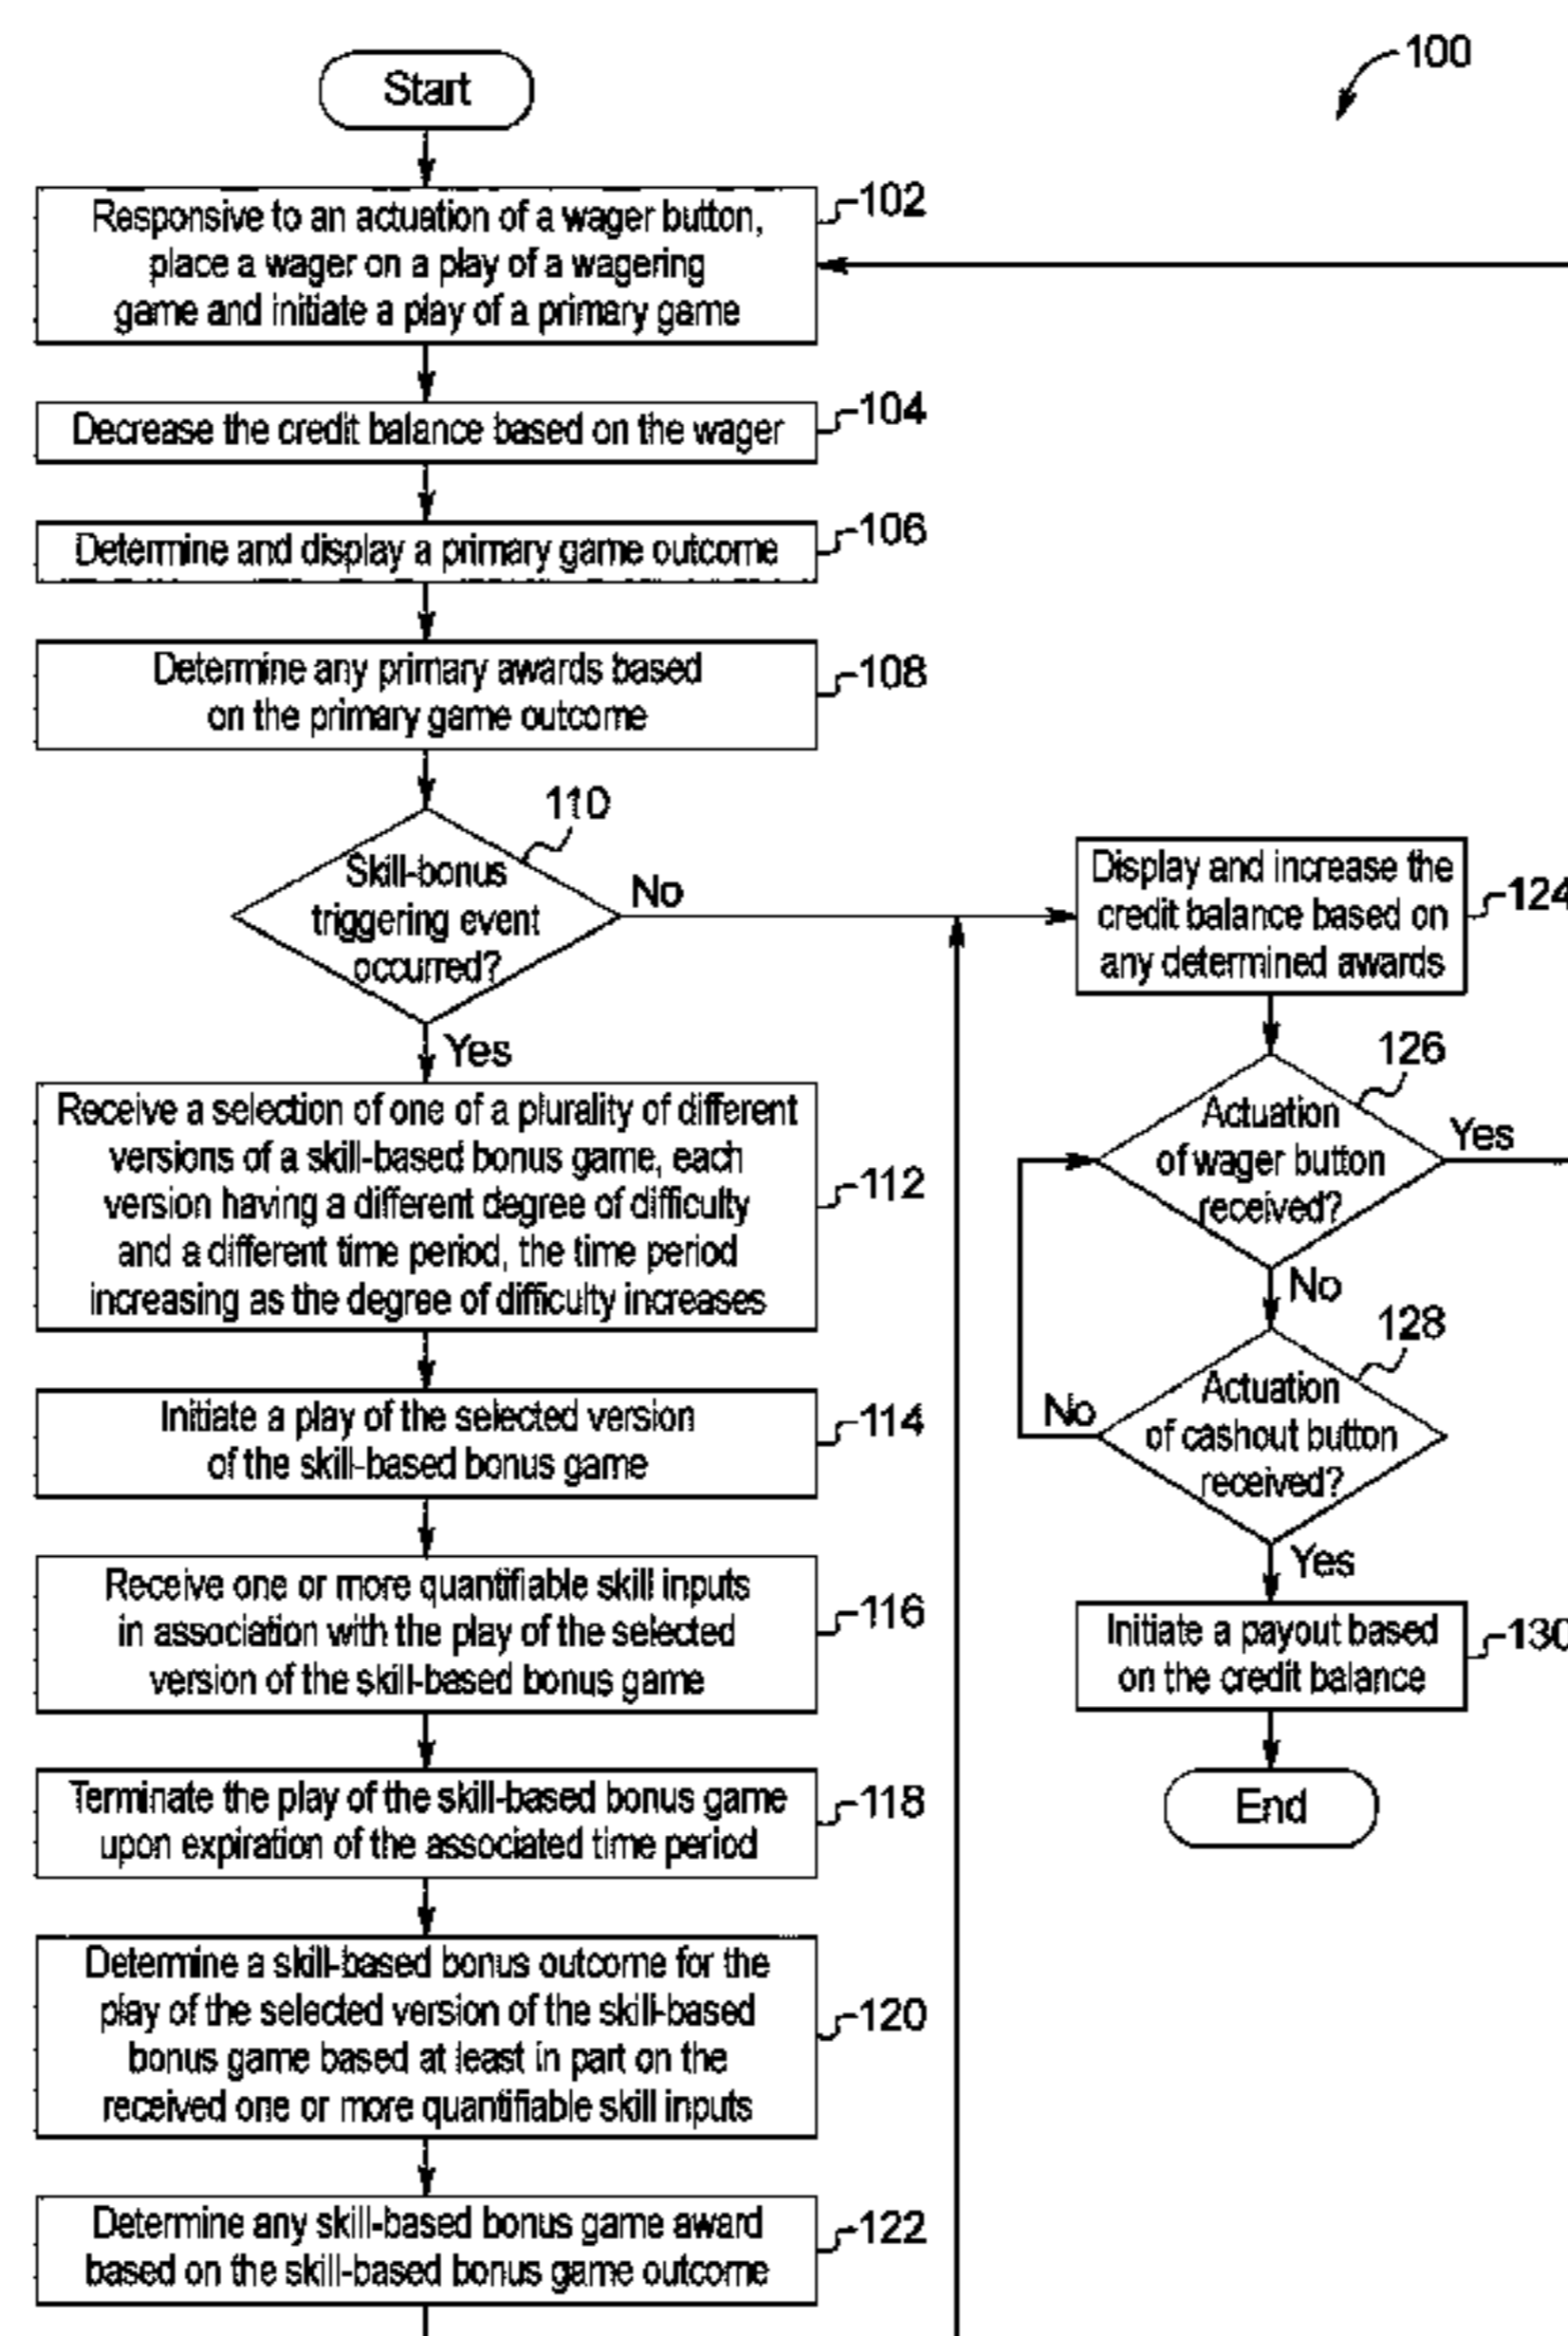 100
Start
Responsive to an actuation of a wager button,
place a wager on a play of a wagering
game and initiate a play of a primary game
102
Decrease the credit balance based on the wager
104
Determine and display a primary game outcome
106
Determine any primary awards based
on the primary game outcome
108
110
Skill-bonus
triggering event
occurred?
No
Yes
Receive a selection of one of a plurality of different
versions of a skill-based bonus game, each
version having a different degree of difficulty
and a different time period, the time period
increasing as the degree of difficulty increases
112
Initiate a play of the selected version
of the skill-based bonus game
114
Receive one or more quantifiable skill inputs
in association with the play of the selected
version of the skill-based bonus game
116
Terminate the play of the skill-based bonus game
upon expiration of the associated time period
118
Determine a skill-based bonus outcome for the
play of the selected version of the skill-based
bonus game based at least in part on the
received one or more quantifiable skill inputs
120
Determine any skill-based bonus game award
based on the skill-based bonus game outcome
122
Display and increase the
credit balance based on
any determined awards
124
126
Actuation
of wager button
received?
Yes
No
128
Actuation
of cashout button
received?
No
Yes
Initiate a payout based
on the credit balance
130
End